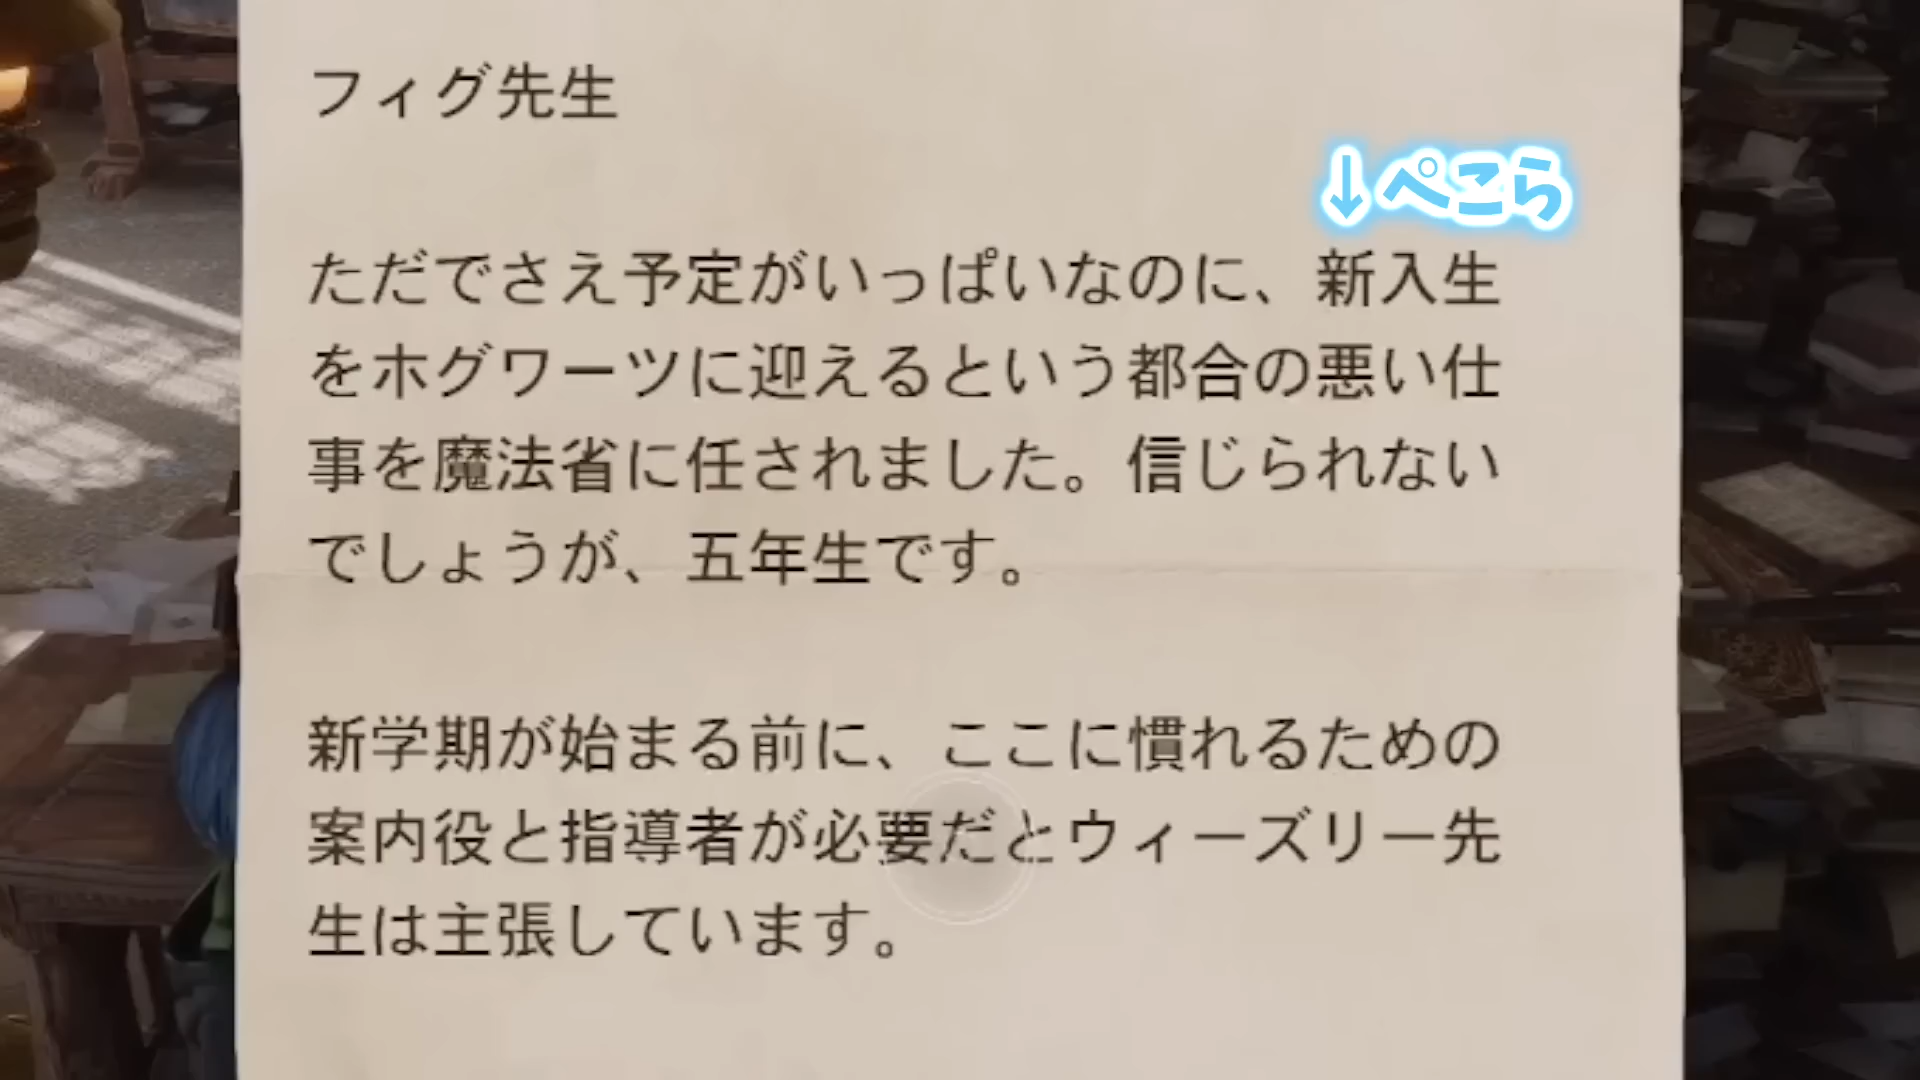 フィグ先生
↓ぺこら
ただでさえ予定がいっぱいなのに、新入生
をホグワーツに迎えるという都合の悪い仕
事を魔法省に任されました。信じられない
でしょうが、五年生です。
新学期が始まる前に、ここに慣れるための
案内役と指導者が必要だとウィーズリー先
生は主張しています。